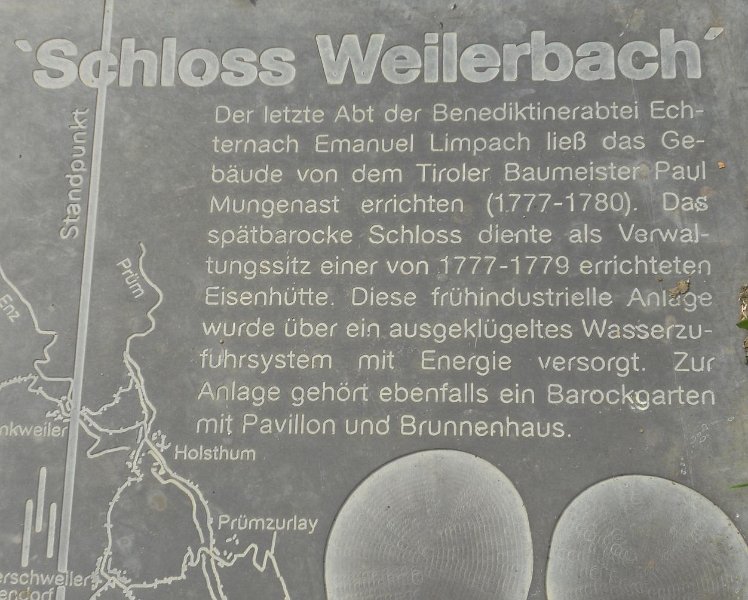 'Schloss Weilerbach'
Der letzte Abt der Benediktinerabtei Ech-
ternach Emanuel Limpach ließ das Ge-
bäude von dem Tiroler Baumeister Paul
Mungenast errichten (1777-1780). Das
spätbarocke Schloss diente als Verwal-
tungssitz einer von 1777-1779 errichteten
Eisenhütte. Diese frühindustrielle Anlage
wurde über ein ausgeklügeltes Wasserzu-
fuhrsystem mit Energie versorgt. Zur
Anlage gehört ebenfalls ein Barockgarten
mit Pavillon und Brunnenhaus.
Standpunkt
Prüm
Enz
nkweiler
Holsthum
Prümzurlay
erschweiler
endorf